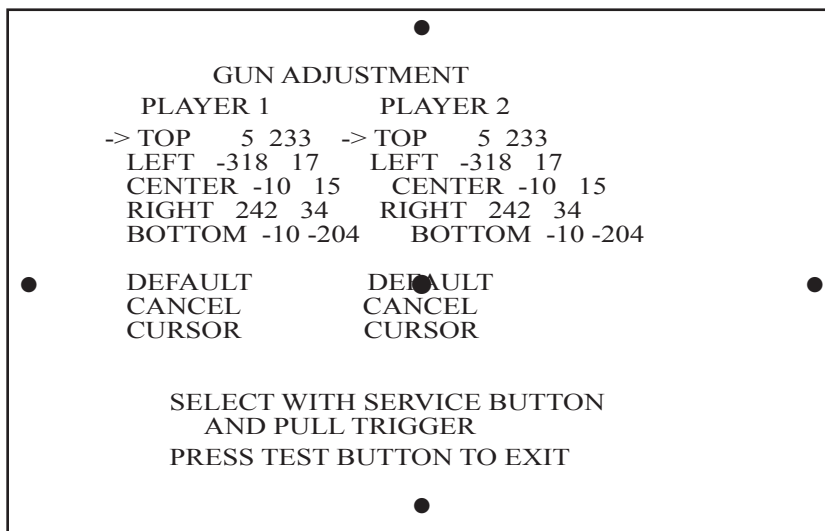 GUN ADJUSTMENT
PLAYER 1 PLAYER 2
-> TOP 5 233 -> TOP 5 233
LEFT -318 17 LEFT -318 17
CENTER -10 15 CENTER -10 15
RIGHT 242 34 RIGHT 242 34
BOTTOM -10 -204 BOTTOM -10 -204
DEFAULT DEFAULT
CANCEL CANCEL
CURSOR CURSOR
SELECT WITH SERVICE BUTTON
AND PULL TRIGGER
PRESS TEST BUTTON TO EXIT